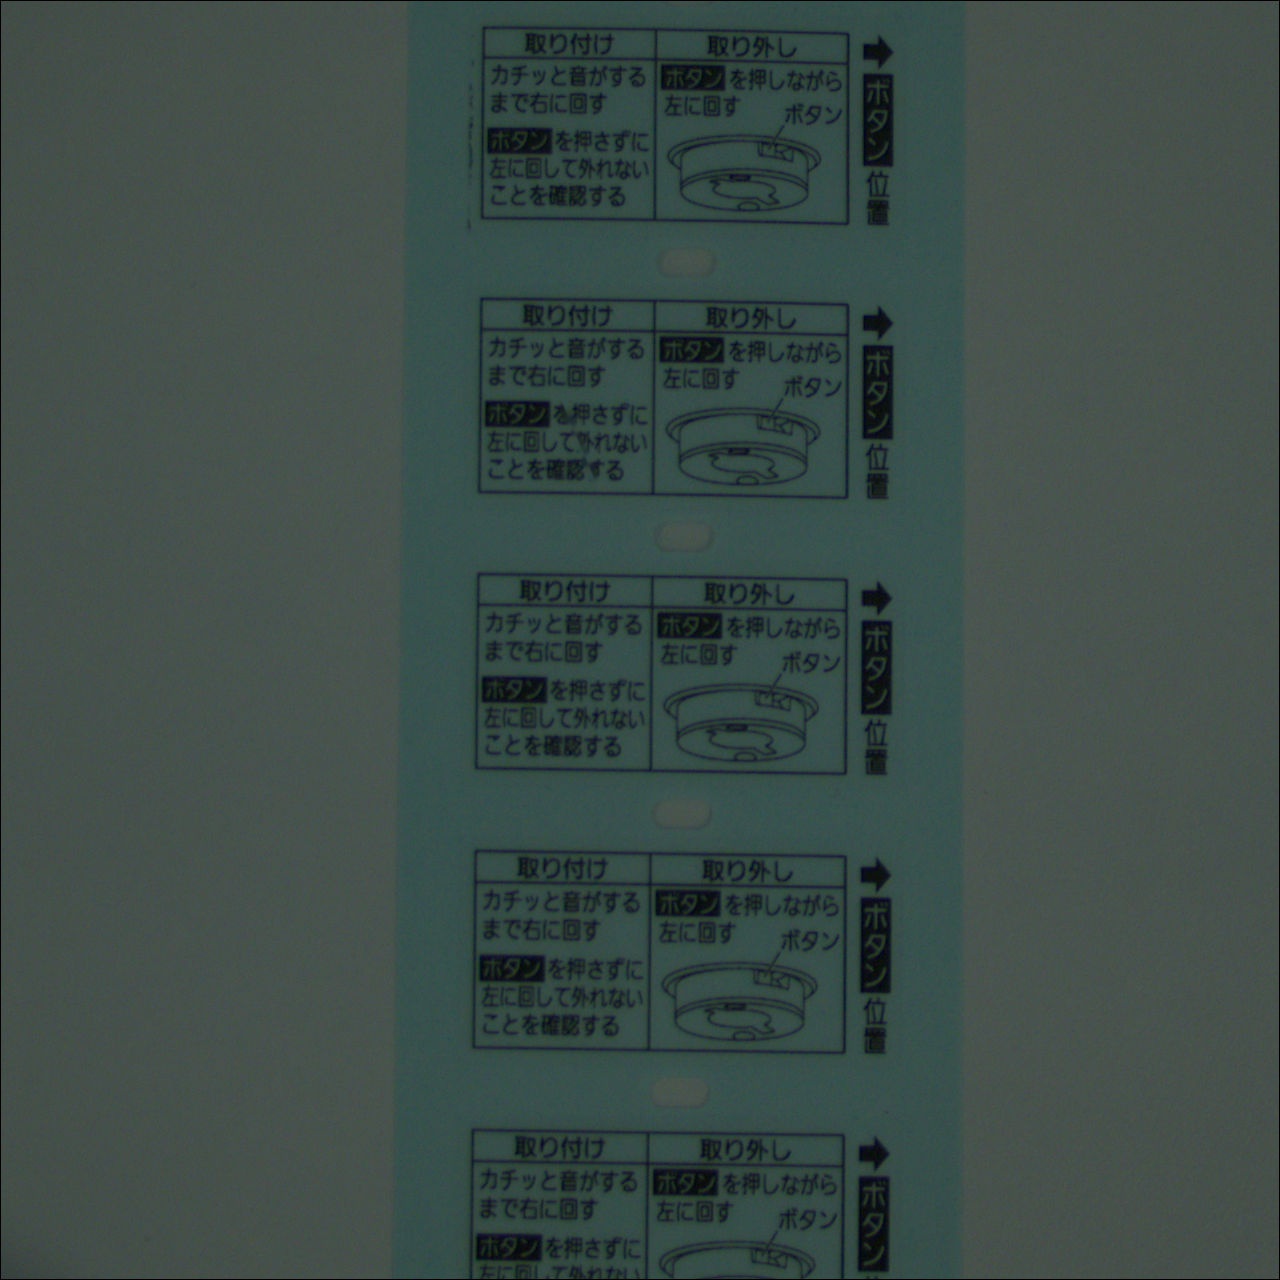 取り付け
取り外し
カチッと音がする
まで右に回す
ボタンを押さずに
左に回して外れない
ことを確認する
ボタンを押しながら
左に回す
ボタン
➡ボタン位置
取り付け
取り外し
カチッと音がする
まで右に回す
ボタンを押さずに
左に回して外れない
ことを確認する
ボタンを押しながら
左に回す
ボタン
➡ボタン位置
取り付け
取り外し
カチッと音がする
まで右に回す
ボタンを押さずに
左に回して外れない
ことを確認する
ボタンを押しながら
左に回す
ボタン
➡ボタン位置
取り付け
取り外し
カチッと音がする
まで右に回す
ボタンを押さずに
左に回して外れない
ことを確認する
ボタンを押しながら
左に回す
ボタン
➡ボタン位置
取り付け
取り外し
カチッと音がする
まで右に回す
ボタンを押さずに
左に回して外れない
ボタンを押しながら
左に回す
ボタン
➡ボタン